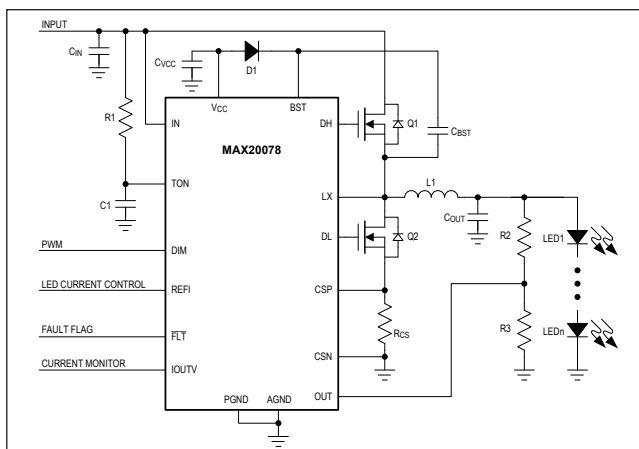 INPUT
CIN
CVCC
D1
VCC
BST
R1
IN
DH
Q1
CBST
MAX20078
TON
LX
L1
C1
COUT
DL
Q2
R2
LED1
PWM
DIM
LED CURRENT CONTROL
REFI
CSP
FAULT FLAG
FLT
RCS
R3
LEDn
CURRENT MONITOR
IOUTV
CSN
OUT
PGND
AGND